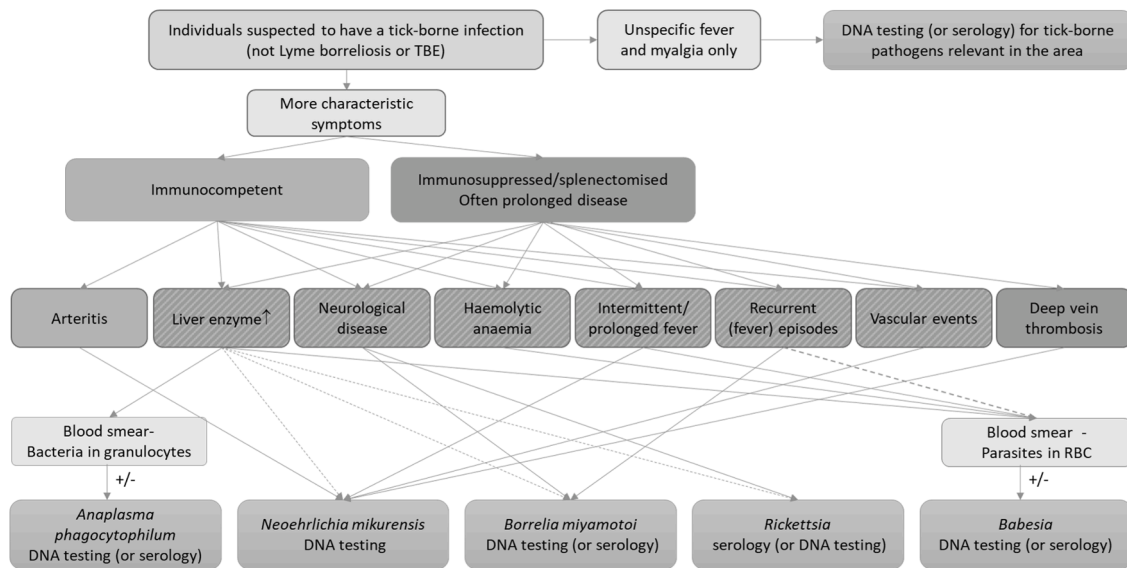 Individuals suspected to have a tick-borne infection
(not Lyme borreliosis or TBE)
Unspecific fever
and myalgia only
DNA testing (or serology) for tick-borne
pathogens relevant in the area
More characteristic
symptoms
Immunocompetent
Immunosuppressed/splenectomised
Often prolonged disease
Arteritis
Liver enzyme↑
Neurological
disease
Haemolytic
anaemia
Intermittent/
prolonged fever
Recurrent
(fever) episodes
Vascular events
Deep vein
thrombosis
Blood smear-
Bacteria in granulocytes
Blood smear -
Parasites in RBC
+/-
+/-
Anaplasma
phagocytophilum
DNA testing (or serology)
Neoehrlichia mikurensis
DNA testing
Borrelia miyamotoi
DNA testing (or serology)
Rickettsia
serology (or DNA testing)
Babesia
DNA testing (or serology)